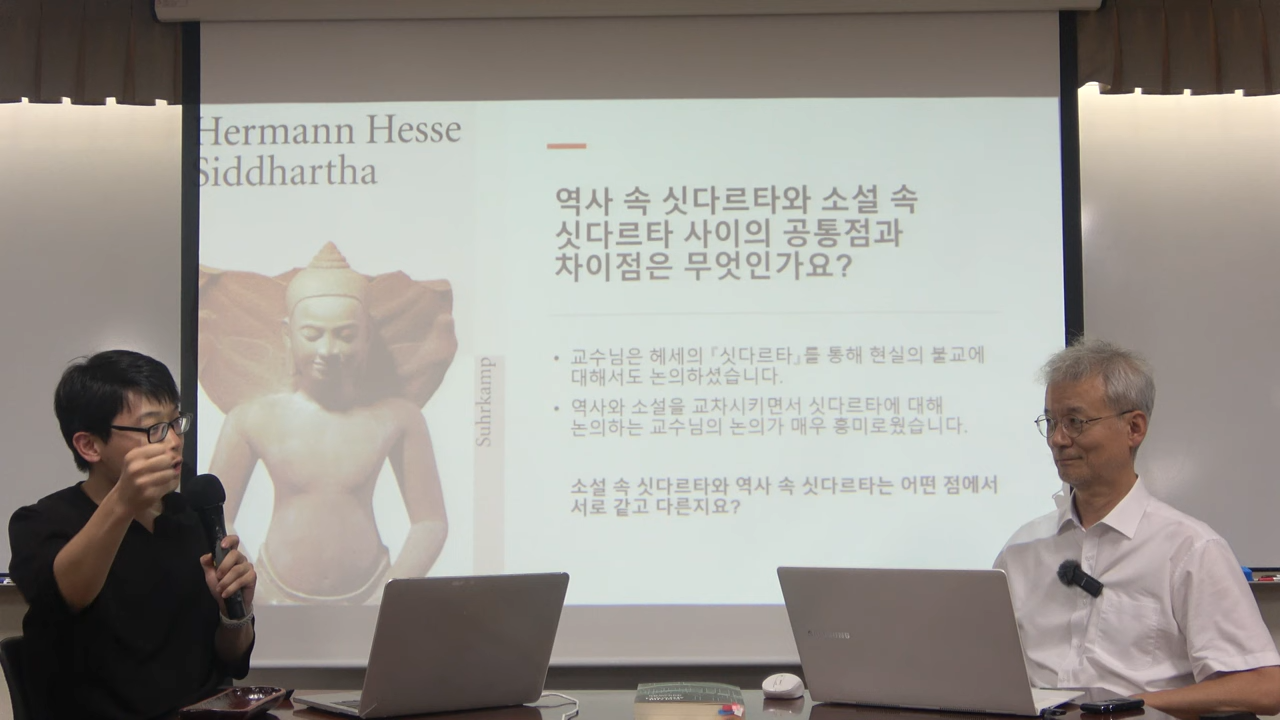 Hermann Hesse
Siddhartha
Suhrkamp
역사 속 싯다르타와 소설 속
싯다르타 사이의 공통점과
차이점은 무엇인가요?
• 교수님은 헤세의 『싯다르타』를 통해 현실의 불교에
대해서도 논의하셨습니다.
• 역사와 소설을 교차시키면서 싯다르타에 대해
논의하는 교수님의 논의가 매우 흥미로웠습니다.
소설 속 싯다르타와 역사 속 싯다르타는 어떤 점에서
서로 같고 다른지요?